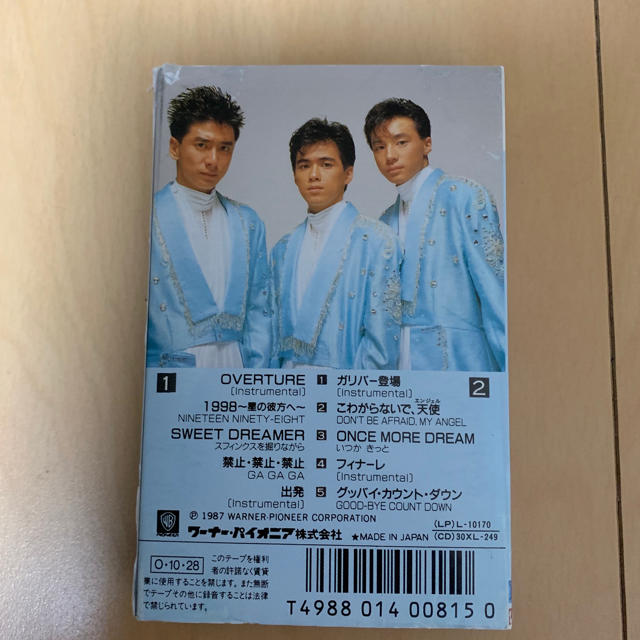 1
OVERTURE
(Instrumental)
1998〜星の彼方へ〜
NINETEEN NINETY-EIGHT
SWEET DREAMER
スフィンクスを掘りながら
禁止・禁止・禁止
GA GA GA
出発
(Instrumental)
2
1 ガリバー登場
(Instrumental)
エンジェル
2 こわがらないで、天使
DON'T BE AFRAID, MY ANGEL
3 ONCE MORE DREAM
いつか きっと
4 フィナーレ
(Instrumental)
5 グッバイ・カウント・ダウン
GOOD-BYE COUNT DOWN
℗ 1987 WARNER-PIONEER CORPORATION
ワーナー・パイオニア株式会社
(LP) L-10170
★MADE IN JAPAN (CD) 30XL-249
O・10・28
このテープを権利
者の許諾なく賃貸
業に使用することを禁じます。また無断
でテープその他に録音することは法律
で禁じられています。
T4988 014 00815 0